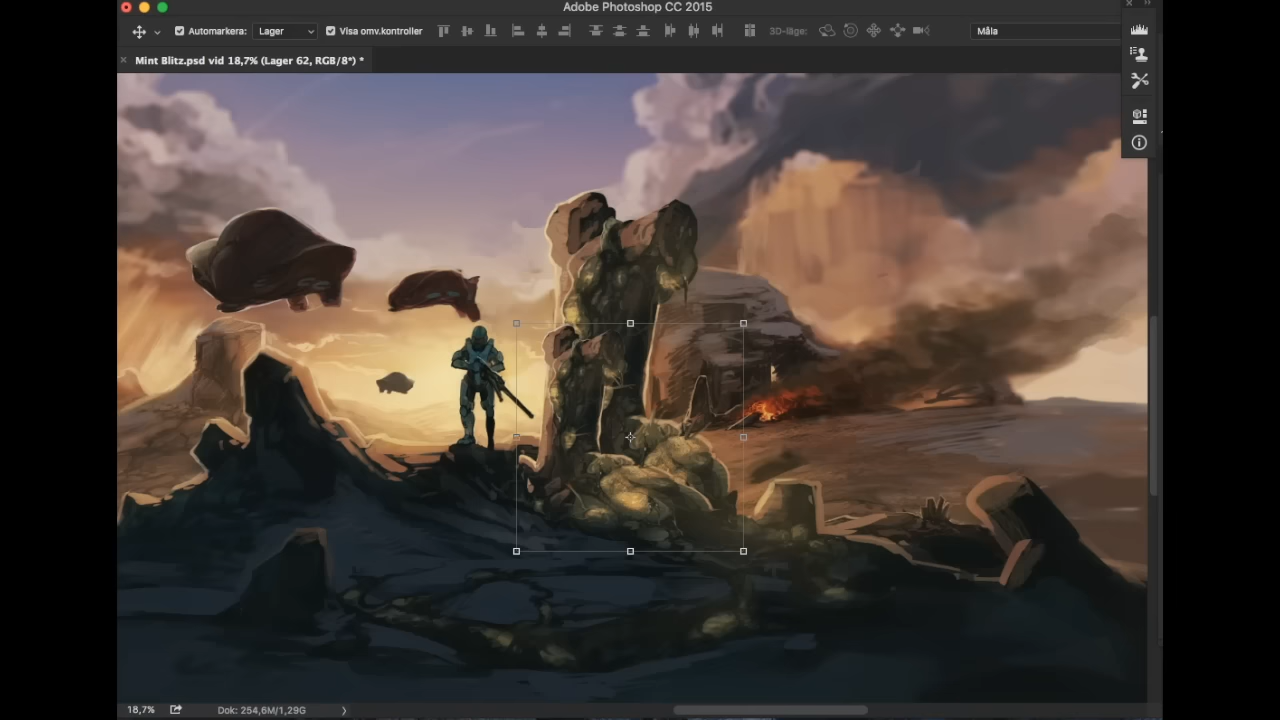 Adobe Photoshop CC 2015
Automarkera: Lager Visa omv.kontroller 3D-läge: Måla
Mint Blitz.psd vid 18,7% (Lager 62, RGB/8*) *
18,7% Dok: 254,6M/1,29G